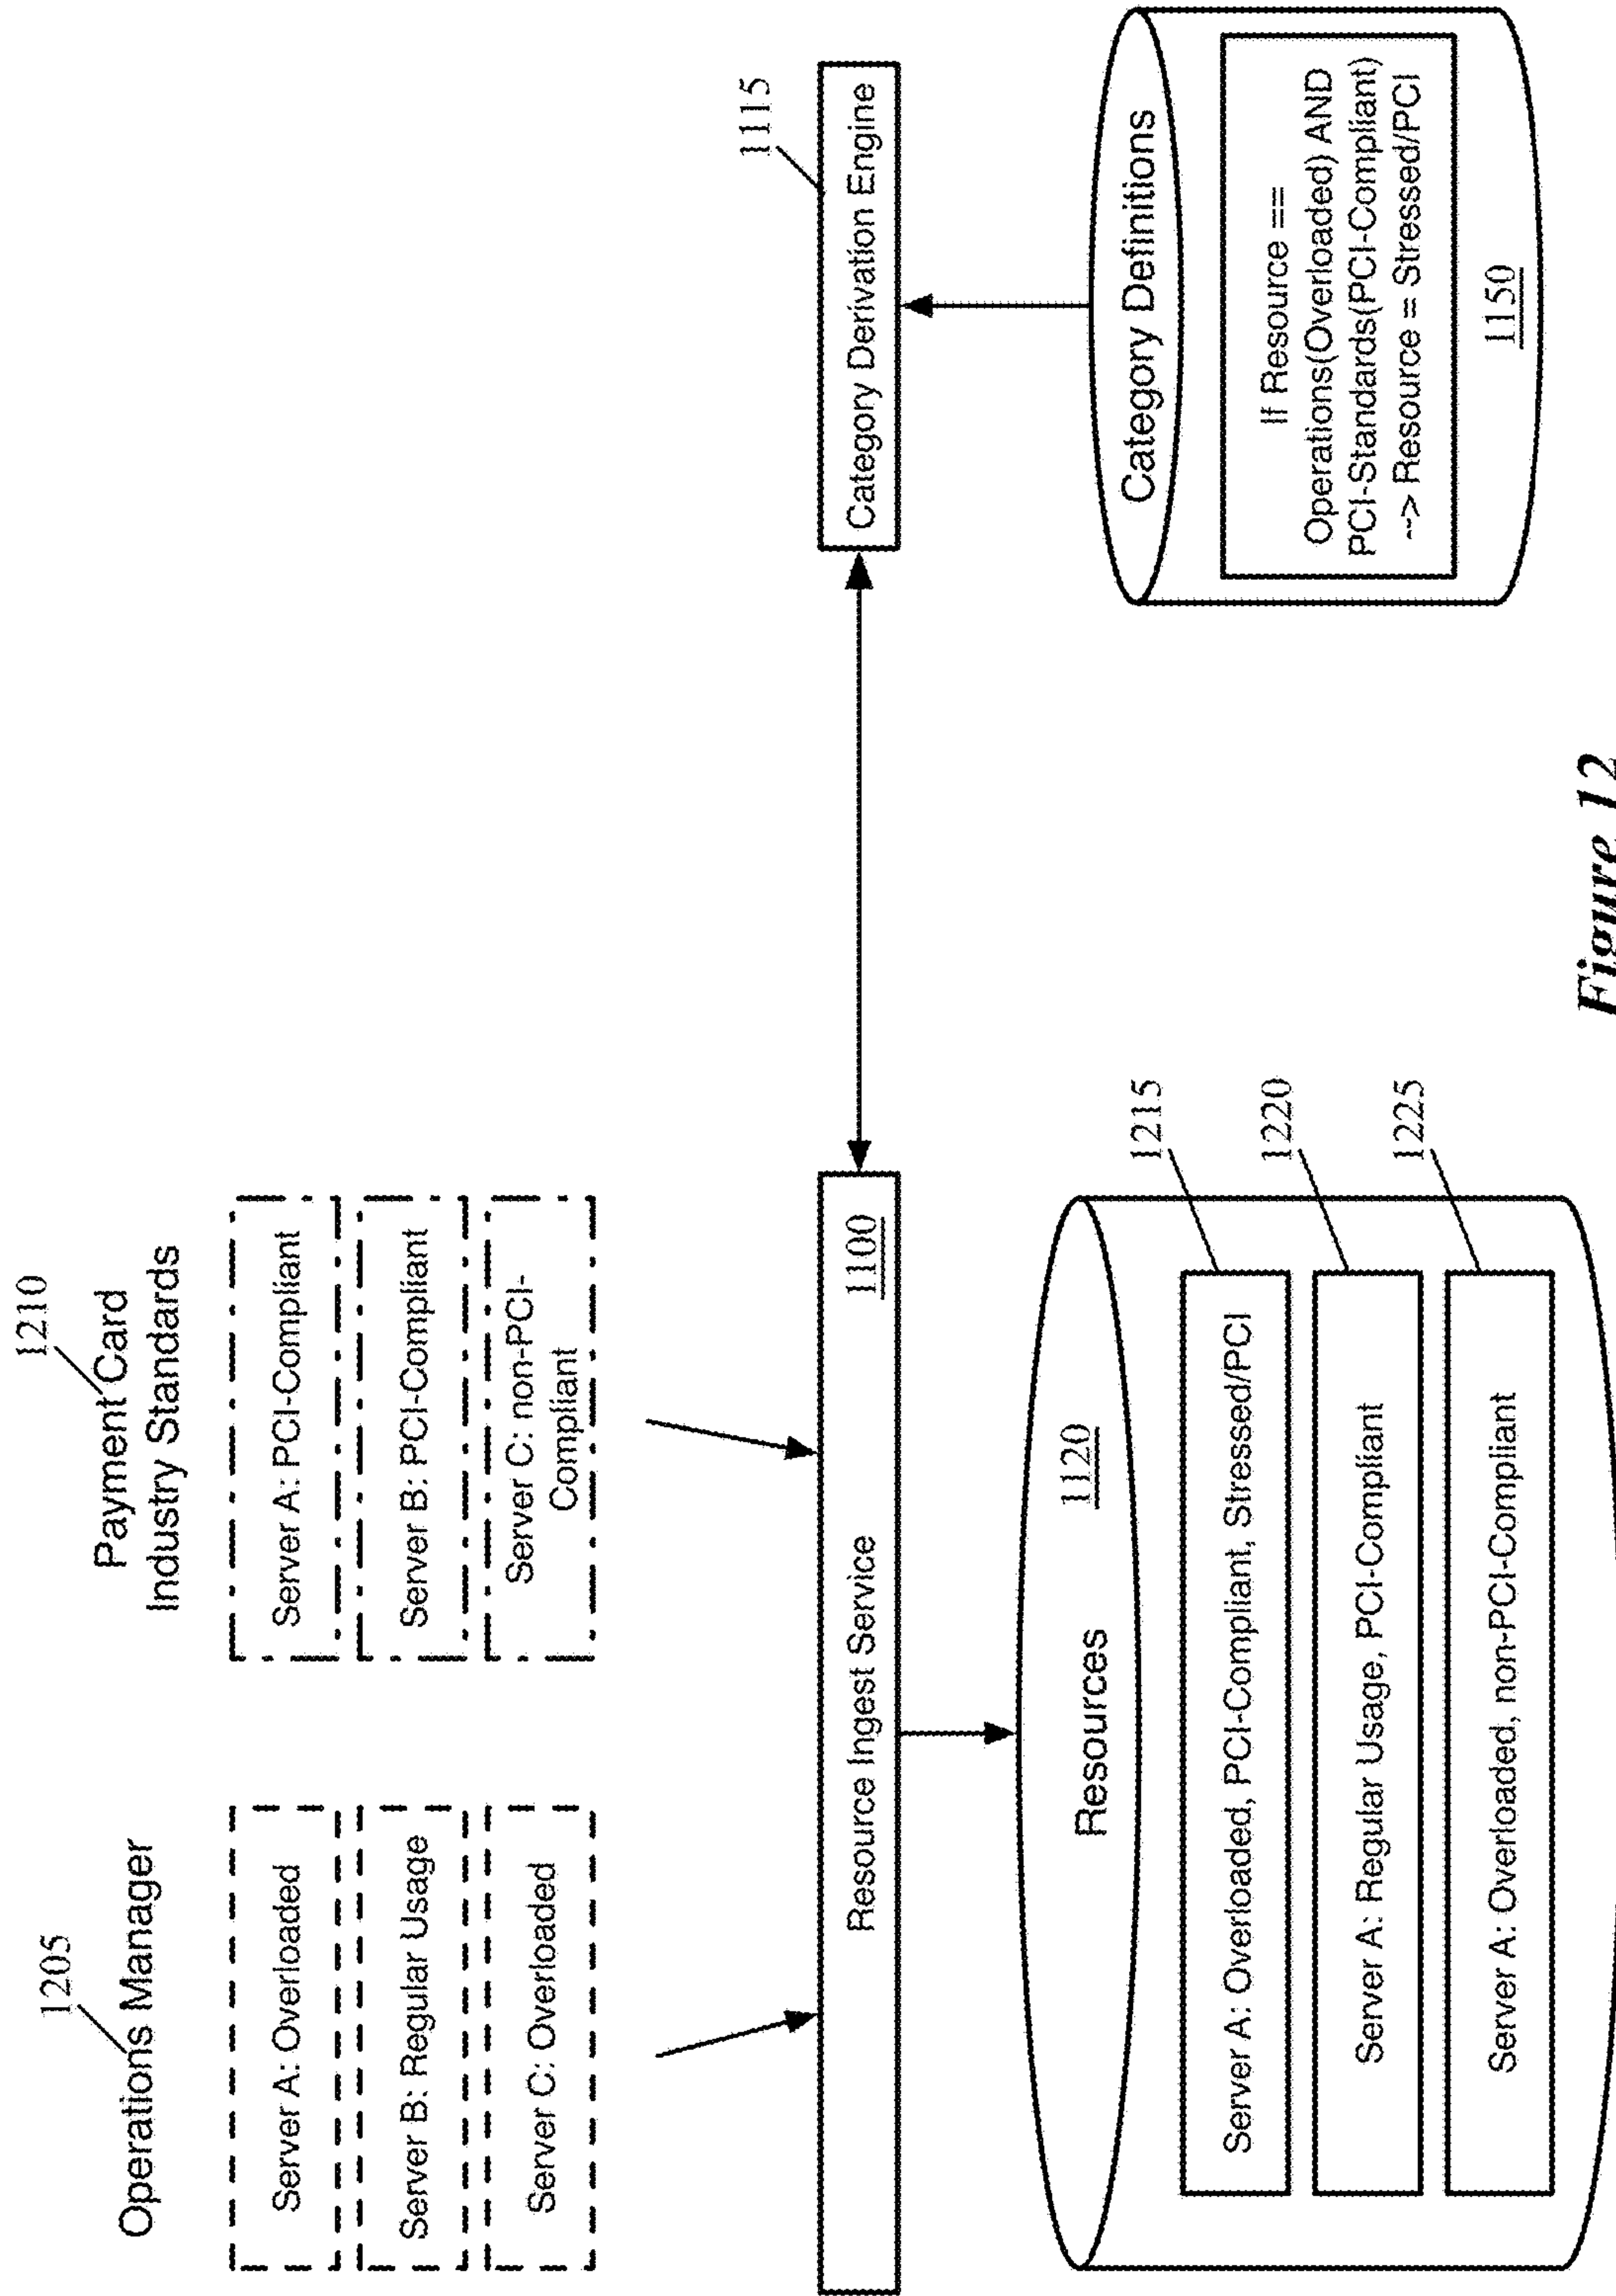 1205
Operations Manager
Server A: Overloaded
Server B: Regular Usage
Server C: Overloaded
1210
Payment Card
Industry Standards
Server A: PCI-Compliant
Server B: PCI-Compliant
Server C: non-PCI-
Compliant
Resource Ingest Service
1100
1115
Category Derivation Engine
Resources
1120
Server A: Overloaded, PCI-Compliant, Stressed/PCI
1215
Server A: Regular Usage, PCI-Compliant
1220
Server A: Overloaded, non-PCI-Compliant
1225
Category Definitions
If Resource ==
Operations(Overloaded) AND
PCI-Standards(PCI-Compliant)
--> Resource = Stressed/PCI
1150
Figure 12